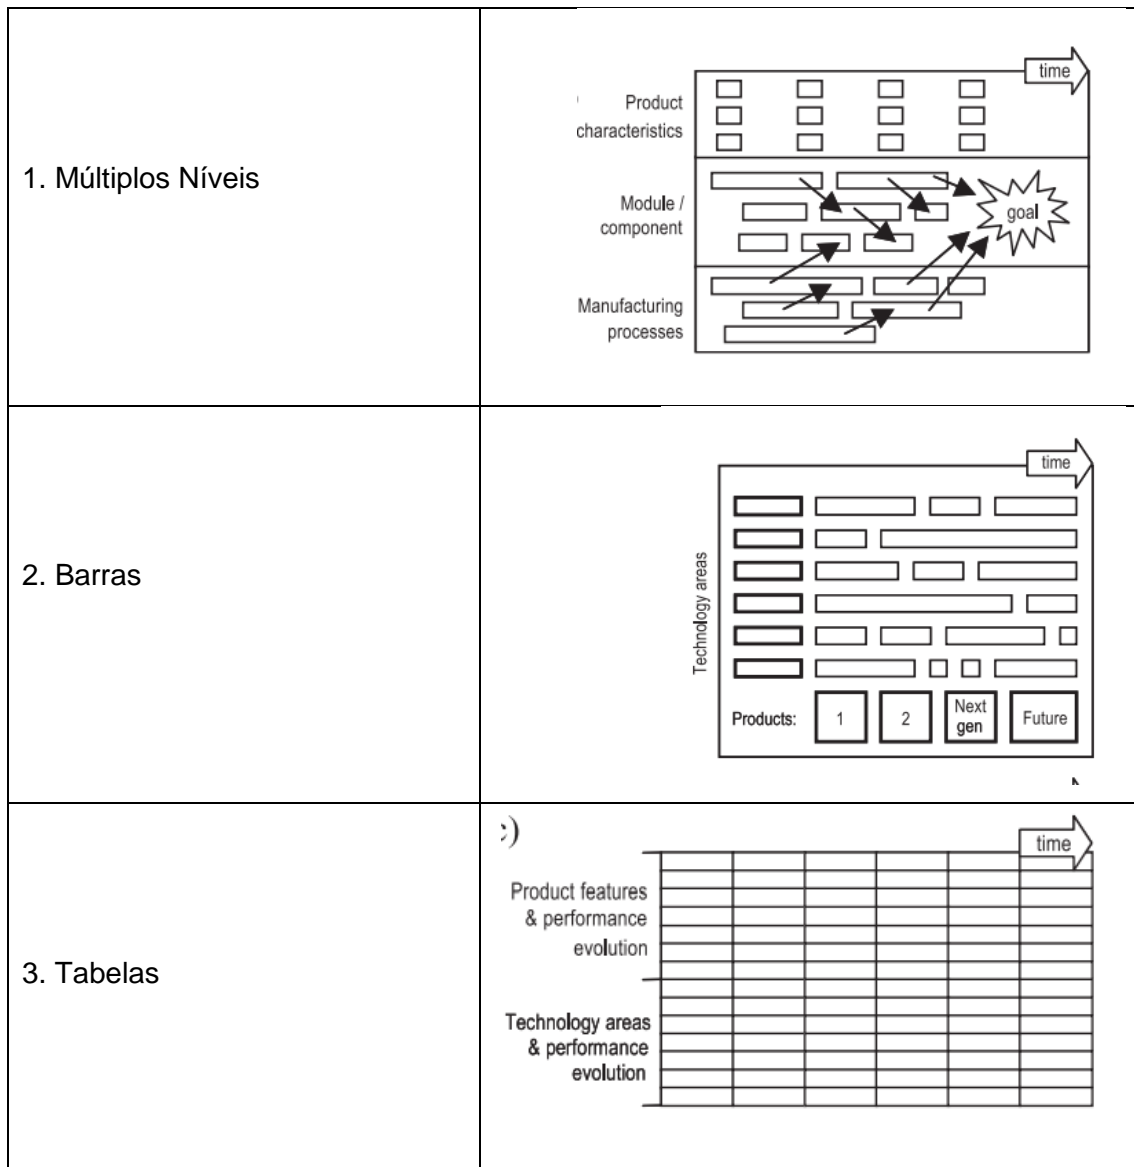 1. Múltiplos Níveis
time
Product
characteristics
Module /
component
goal
Manufacturing
processes
2. Barras
time
Technology areas
Products:
1
2
Next
gen
Future
3. Tabelas
time
Product features
& performance
evolution
Technology areas
& performance
evolution